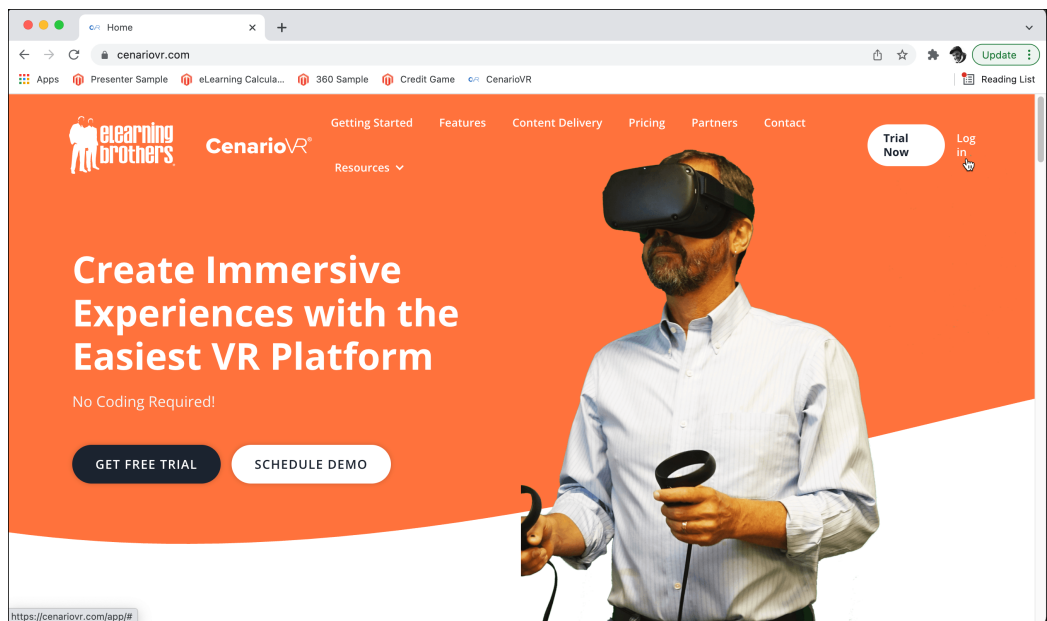 Home
cenariovr.com
Update
Apps
Presenter Sample
eLearning Calcula...
360 Sample
Credit Game
CenarioVR
Reading List
eLearning
brothers
CenarioVR®
Getting Started
Features
Content Delivery
Pricing
Partners
Contact
Resources
Trial
Now
Log
in
Create Immersive
Experiences with the
Easiest VR Platform
No Coding Required!
GET FREE TRIAL
SCHEDULE DEMO
https://cenariovr.com/app/#